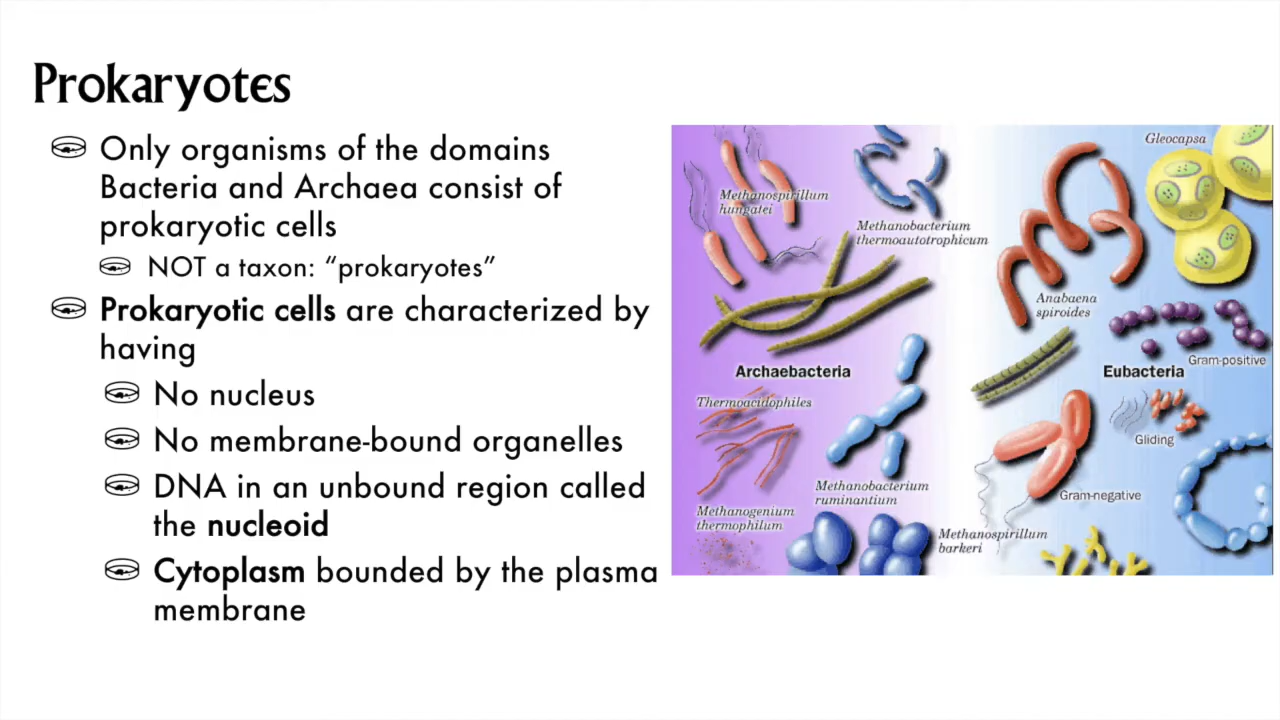 Prokaryotes
Only organisms of the domains
Bacteria and Archaea consist of
prokaryotic cells
NOT a taxon: “prokaryotes”
Prokaryotic cells are characterized by
having
No nucleus
No membrane-bound organelles
DNA in an unbound region called
the nucleoid
Cytoplasm bounded by the plasma
membrane
Methanospirillum
hungatei
Methanobacterium
thermoautotrophicum
Archaebacteria
Thermoacidophiles
Methanobacterium
ruminantium
Methanogenium
thermophilum
Methanospirillum
barkeri
Gleocapsa
Anabaena
spiroides
Gram-positive
Eubacteria
Gliding
Gram-negative